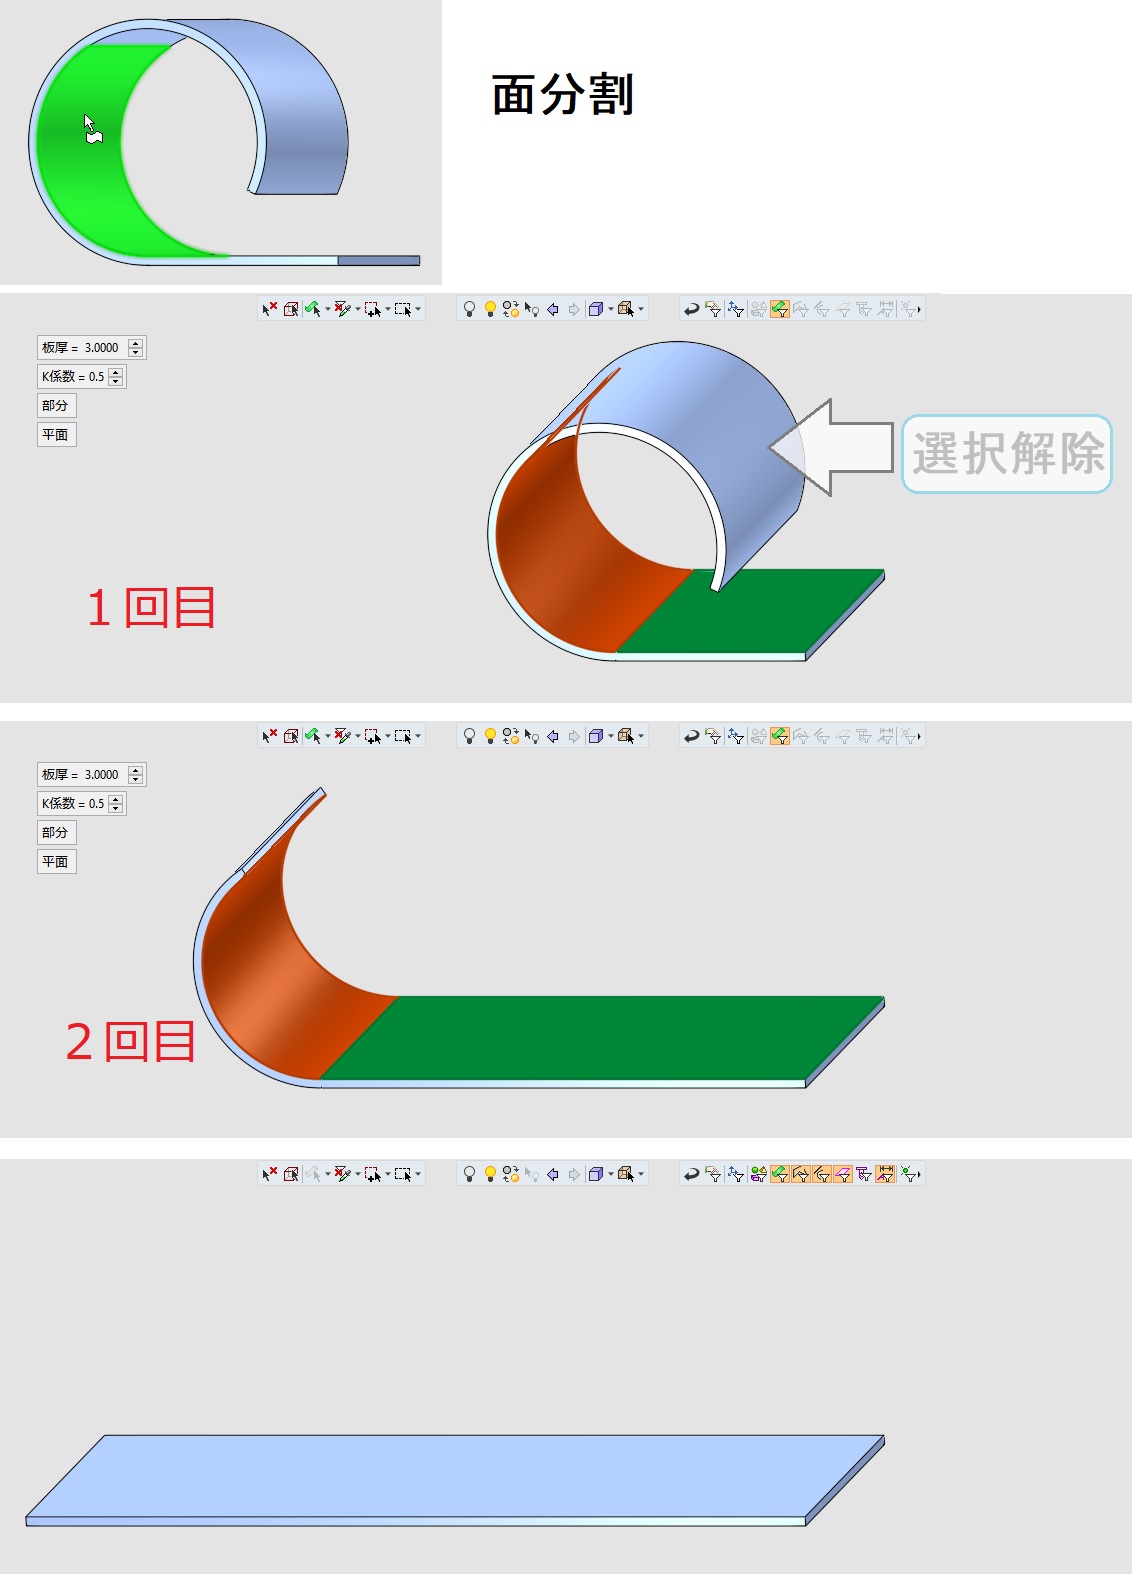 面分割
板厚 = 3.0000
K係数 = 0.5
部分
平面
選択解除
１回目
板厚 = 3.0000
K係数 = 0.5
部分
平面
２回目